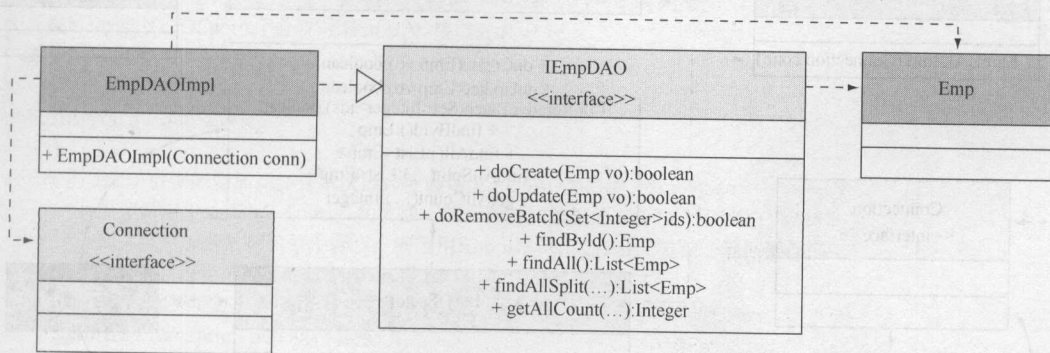 EmpDAOImpl
+ EmpDAOImpl(Connection conn)
Connection
<<interface>>
IEmpDAO
<<interface>>
+ doCreate(Emp vo):boolean
+ doUpdate(Emp vo):boolean
+ doRemoveBatch(Set<Integer>ids):boolean
+ findById():Emp
+ findAll():List<Emp>
+ findAllSplit(…):List<Emp>
+ getAllCount(…):Integer
Emp